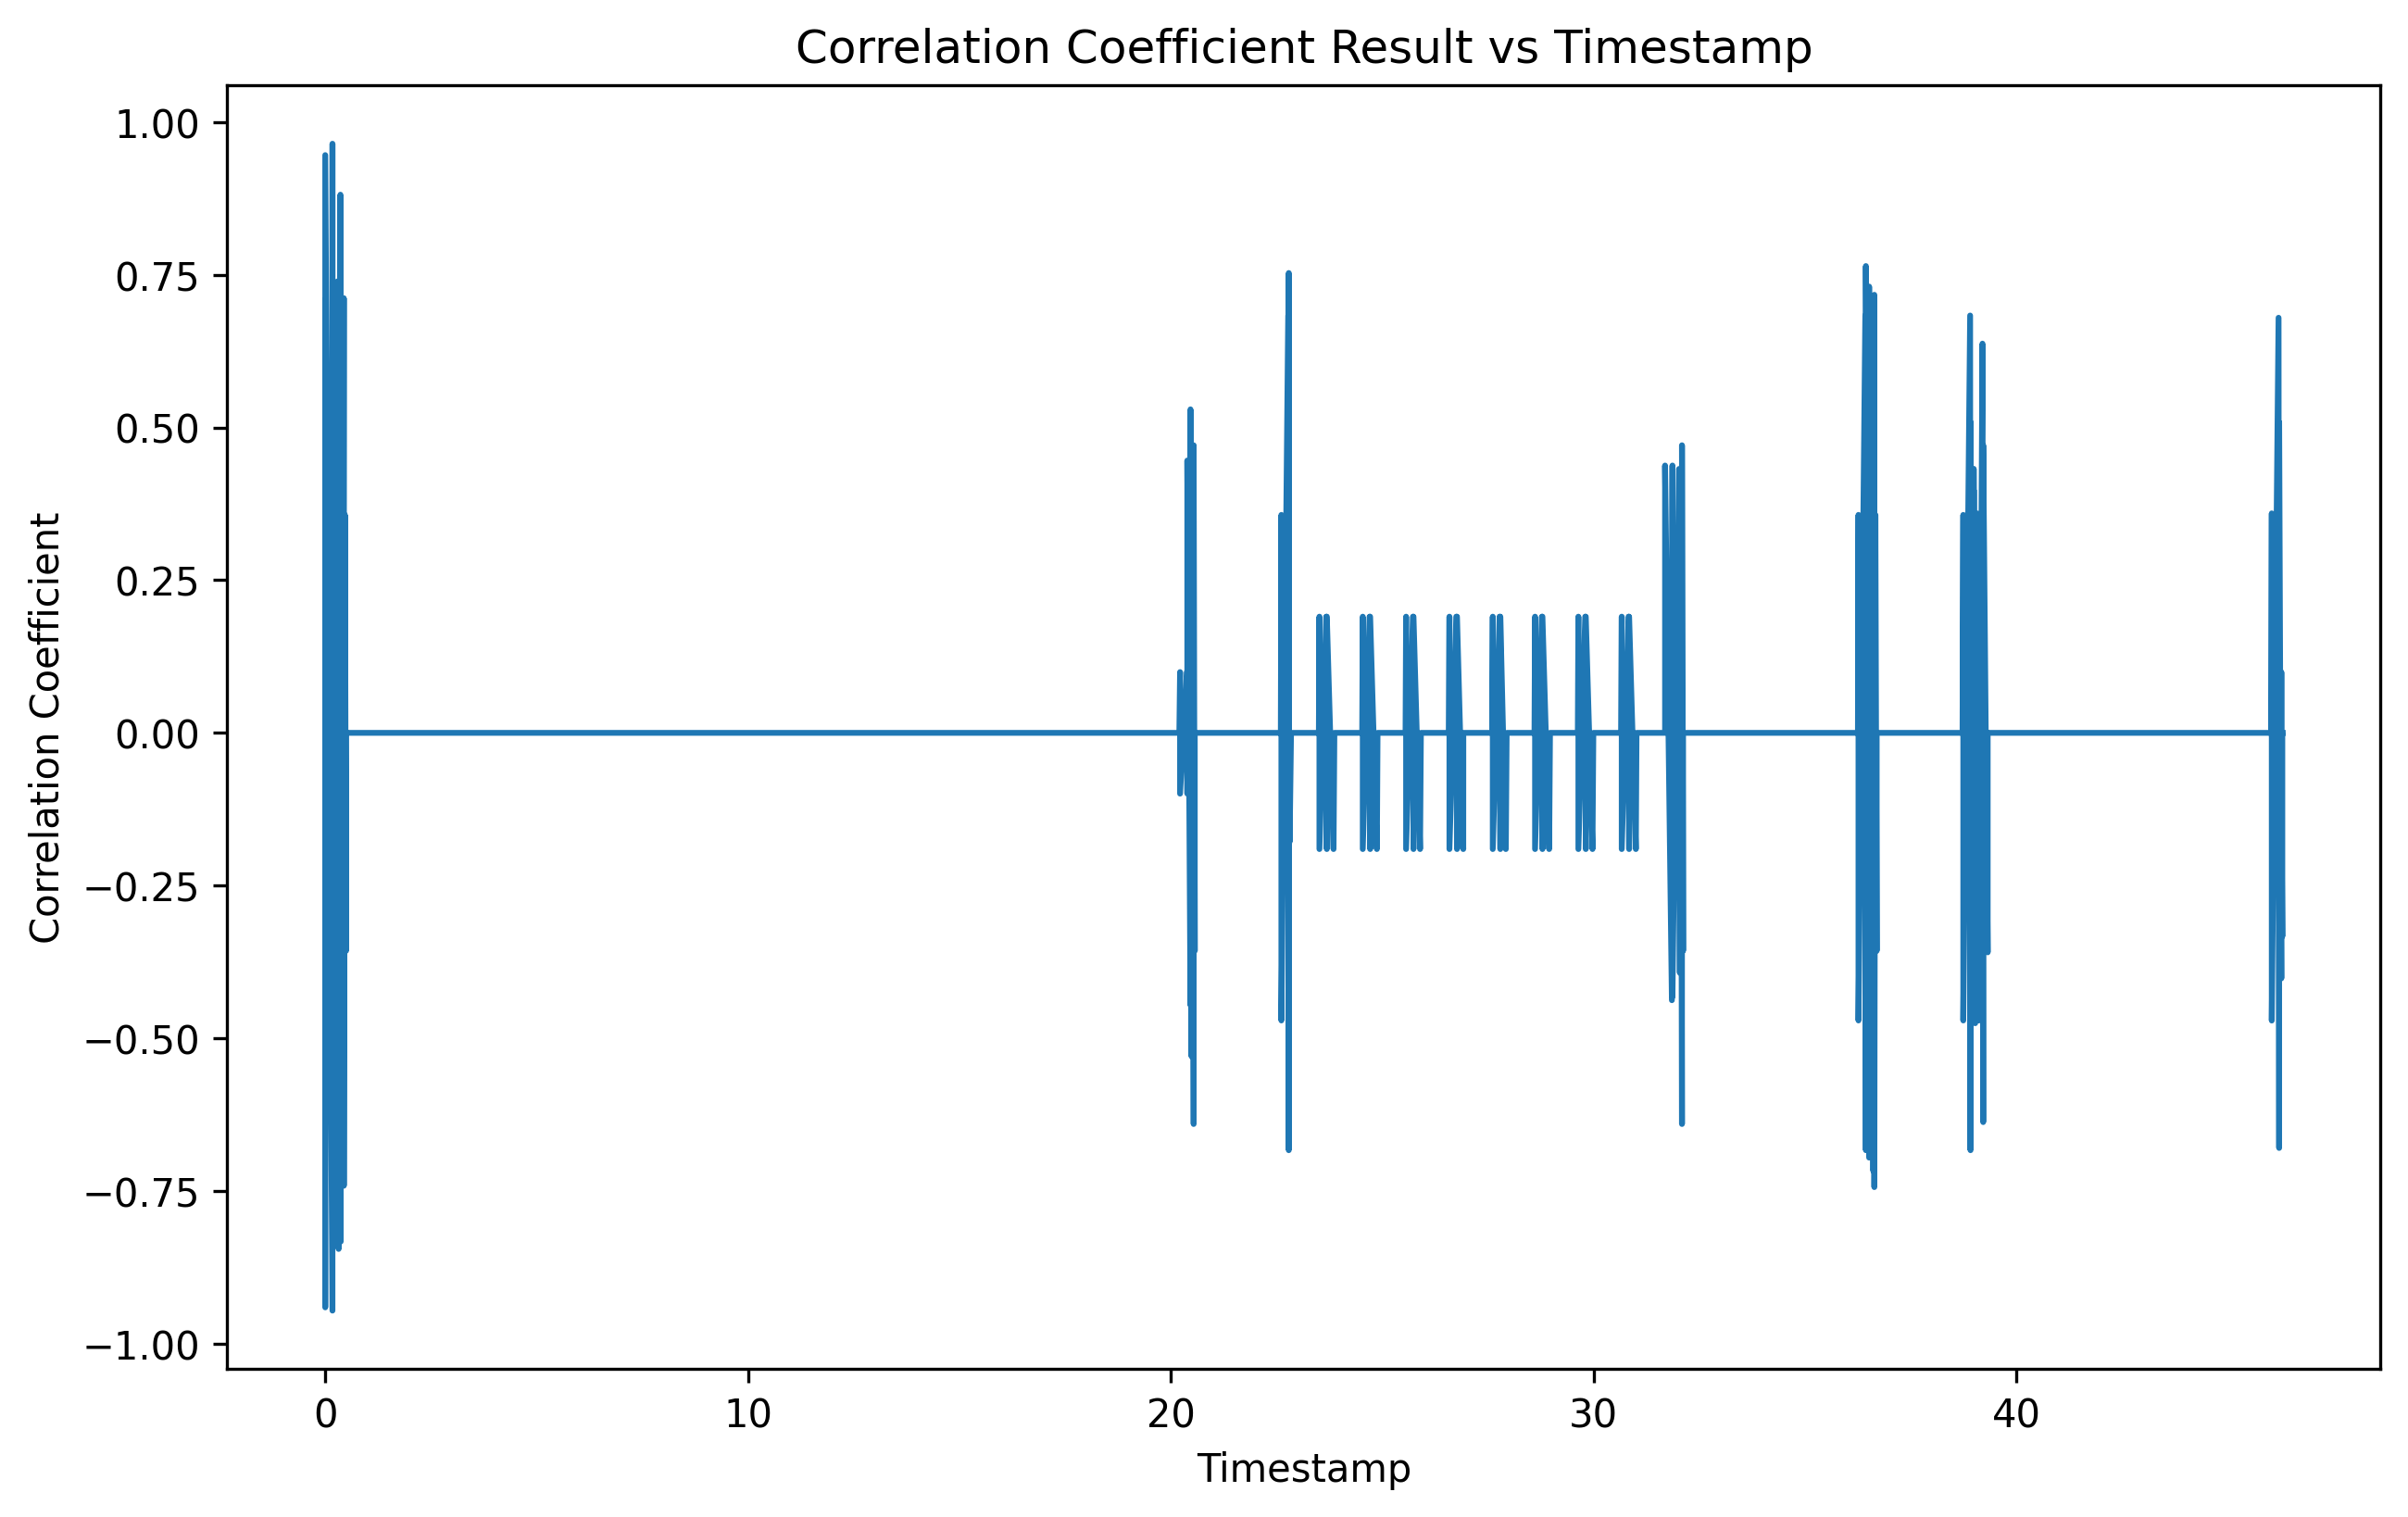 Correlation Coefficient Result vs Timestamp
Correlation Coefficient
1.00
0.75
0.50
0.25
0.00
−0.25
−0.50
−0.75
−1.00
0 10 20 30 40
Timestamp